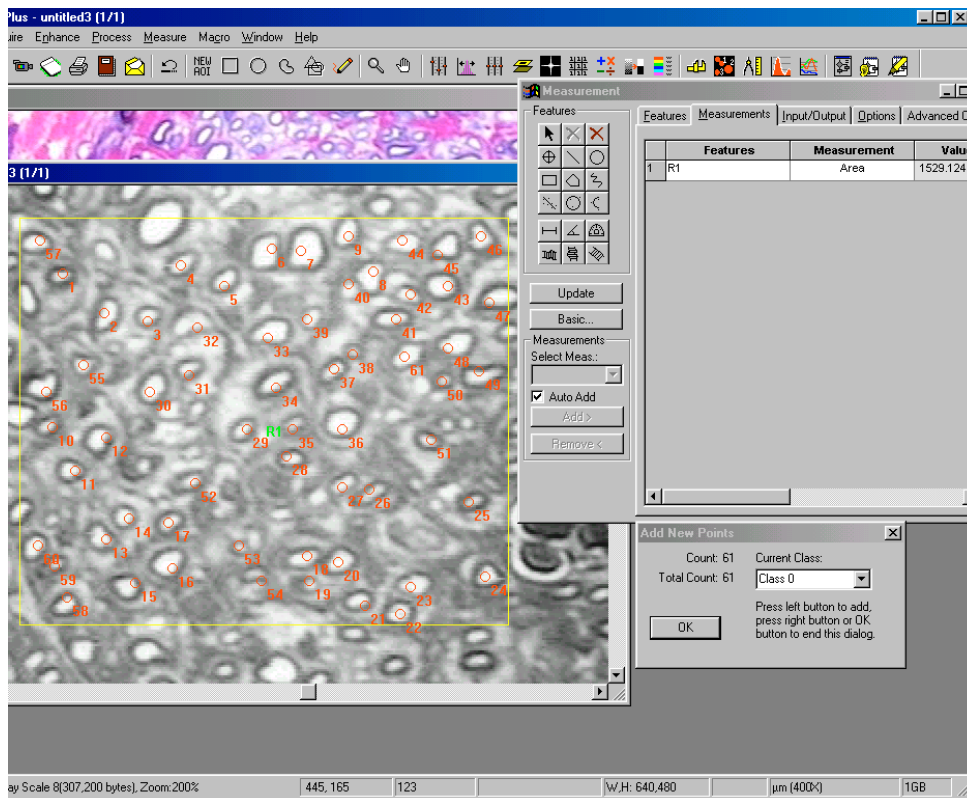 Plus - untitled3 (1/1)
uire Enhance Process Measure Macro Window Help
NEW AOI
Measurement
Features
Features Measurements Input/Output Options Advanced C
Features Measurement Valu
1 R1 Area 1529.124
3 (1/1)
57
1
4
6
7
9
44
45
46
5
40
8
42
43
47
2
3
32
33
39
41
55
31
37
38
61
48
49
50
56
30
34
10
12
29
R1
35
36
51
11
28
52
27
26
25
14
17
13
53
18
20
59
16
15
54
19
24
58
21
23
22
Update
Basic...
Measurements
Select Meas.:
Auto Add
Add >
Remove <
Add New Points
Count: 61 Current Class:
Total Count: 61 Class 0
Press left button to add,
press right button or OK
button to end this dialog.
OK
ay Scale 8(307,200 bytes), Zoom:200% 445, 165 123 W,H: 640,480 µm (400X) 1GB